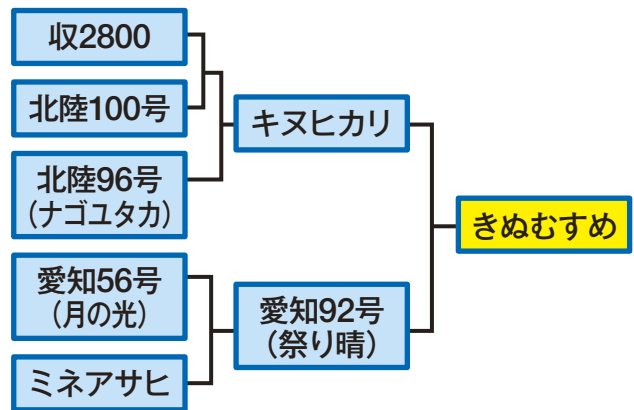 収2800
北陸100号
北陸96号
(ナゴユタカ)
愛知56号
(月の光)
ミネアサヒ
キヌヒカリ
愛知92号
(祭り晴)
きぬむすめ